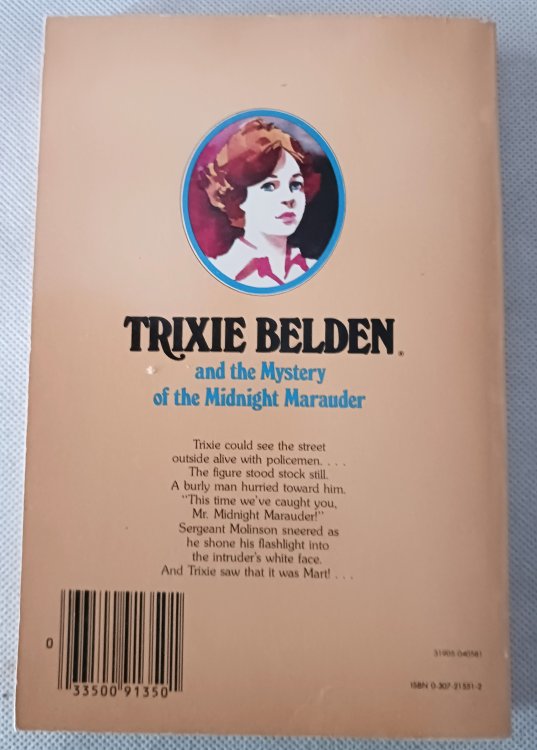 TRIXIE BELDEN
and the Mystery
of the Midnight Marauder
Trixie could see the street
outside alive with policemen. . . .
The figure stood stock still.
A burly man hurried toward him.
"This time we've caught you,
Mr. Midnight Marauder!"
Sergeant Molinson sneered as
he shone his flashlight into
the intruder's white face.
And Trixie saw that it was Mart! . . .
0
33500 91350
ISBN 0-307-21551-2